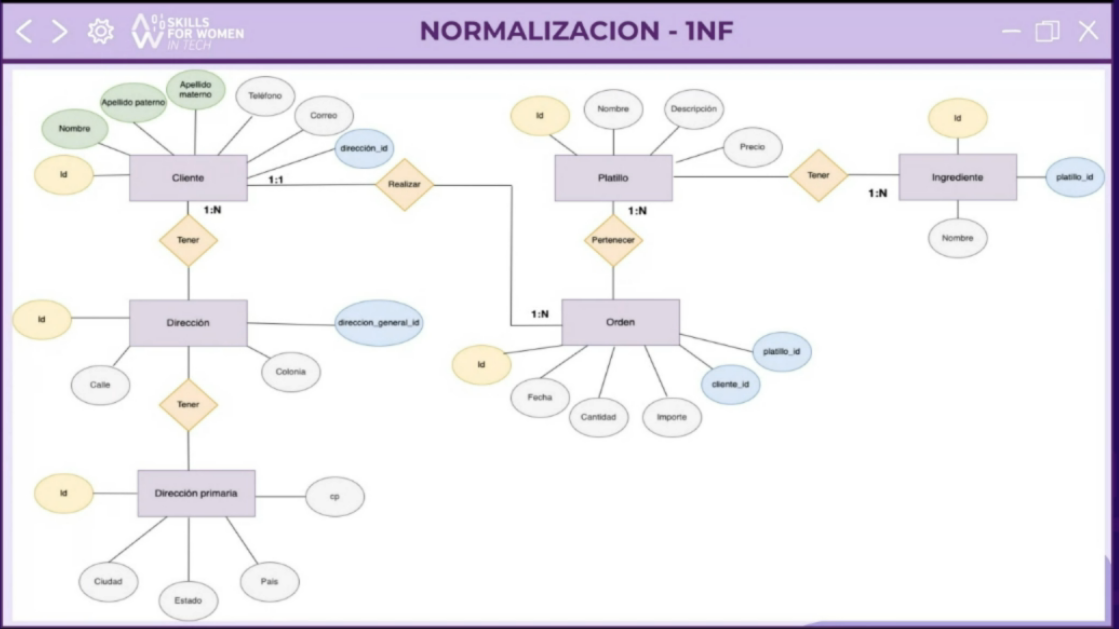 SKILLS
FOR WOMEN
IN TECH
NORMALIZACION - 1NF
Nombre
Apellido paterno
Apellido
materno
Teléfono
Correo
dirección_id
Id
Cliente
1:1
Realizar
1:N
Tener
Id
Dirección
direccion_general_id
Calle
Colonia
Tener
Id
Dirección primaria
cp
Ciudad
Estado
País
Id
Nombre
Descripción
Precio
Platillo
Tener
1:N
Id
Ingrediente
platillo_id
Nombre
1:N
Pertenecer
1:N
Orden
Id
Fecha
Cantidad
Importe
cliente_id
platillo_id